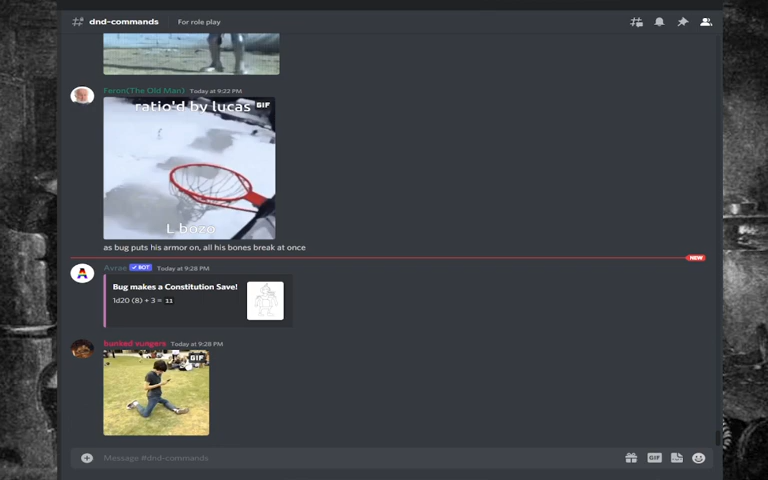 dnd-commands For role play
Feron(The Old Man) Today at 9:22 PM
ratio'd by lucas GIF
L bozo
as bug puts his armor on, all his bones break at once
NEW
Avrae BOT Today at 9:28 PM
Bug makes a Constitution Save!
1d20 (8) + 3 = 11
bunked vungers Today at 9:28 PM
GIF
Message #dnd-commands
GIF